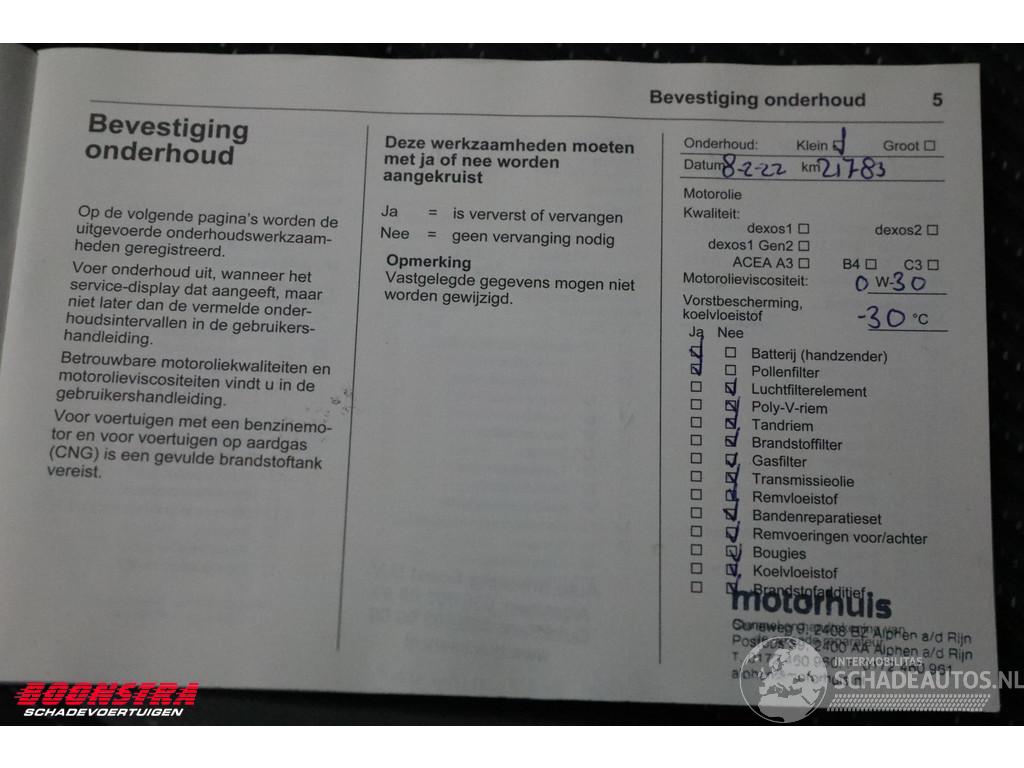 Bevestiging onderhoud 5
Bevestiging
onderhoud
Op de volgende pagina's worden de
uitgevoerde onderhoudswerkzaam-
heden geregistreerd.
Voer onderhoud uit, wanneer het
service-display dat aangeeft, maar
niet later dan de vermelde onder-
houdsintervallen in de gebruikers-
handleiding.
Betrouwbare motoroliekwaliteiten en
motorolieviscositeiten vindt u in de
gebruikershandleiding.
Voor voertuigen met een benzinemo-
tor en voor voertuigen op aardgas
(CNG) is een gevulde brandstoftank
vereist.
Deze werkzaamheden moeten
met ja of nee worden
aangekruist
Ja = is ververst of vervangen
Nee = geen vervanging nodig
Opmerking
Vastgelegde gegevens mogen niet
worden gewijzigd.
Onderhoud: Klein Groot
Datum 8-2-22 km 21783
Motorolie
Kwaliteit:
dexos1 dexos2
dexos1 Gen2
ACEA A3 B4 C3
Motorolieviscositeit: 0 W-30
Vorstbescherming,
koelvloeistof -30 °C
Ja Nee
Batterij (handzender)
Pollenfilter
Luchtfilterelement
Poly-V-riem
Tandriem
Brandstoffilter
Gasfilter
Transmissieolie
Remvloeistof
Bandenreparatieset
Remvoeringen voor/achter
Bougies
Koelvloeistof
Brandstofadditief
motorhuis
9, 2408 BZ Alphen a/d Rijn
2400 AA Alphen a/d Rijn
BOONSTRA
SCHADEVOERTUIGEN
INTERMOBILITAS
SCHADEAUTOS.NL